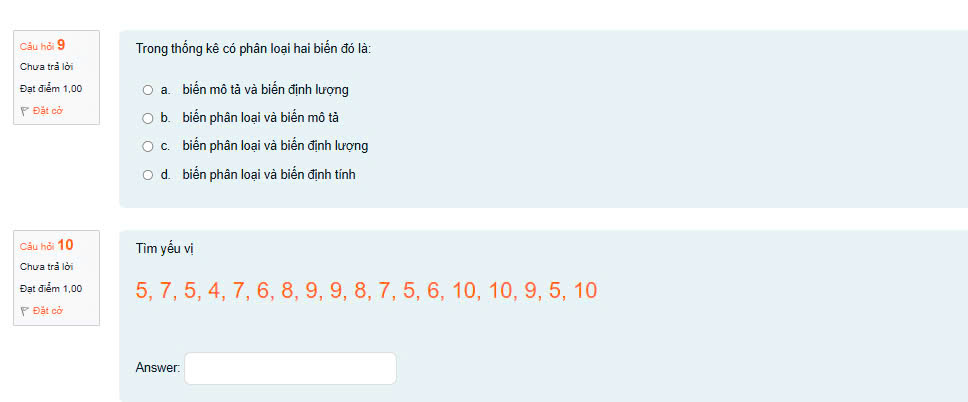 Câu hỏi 9
Chưa trả lời
Đạt điểm 1,00
Đặt cờ
Trong thống kê có phân loại hai biến đó là:
a. biến mô tả và biến định lượng
b. biến phân loại và biến mô tả
c. biến phân loại và biến định lượng
d. biến phân loại và biến định tính
Câu hỏi 10
Chưa trả lời
Đạt điểm 1,00
Đặt cờ
Tìm yếu vị
5, 7, 5, 4, 7, 6, 8, 9, 9, 8, 7, 5, 6, 10, 10, 9, 5, 10
Answer: